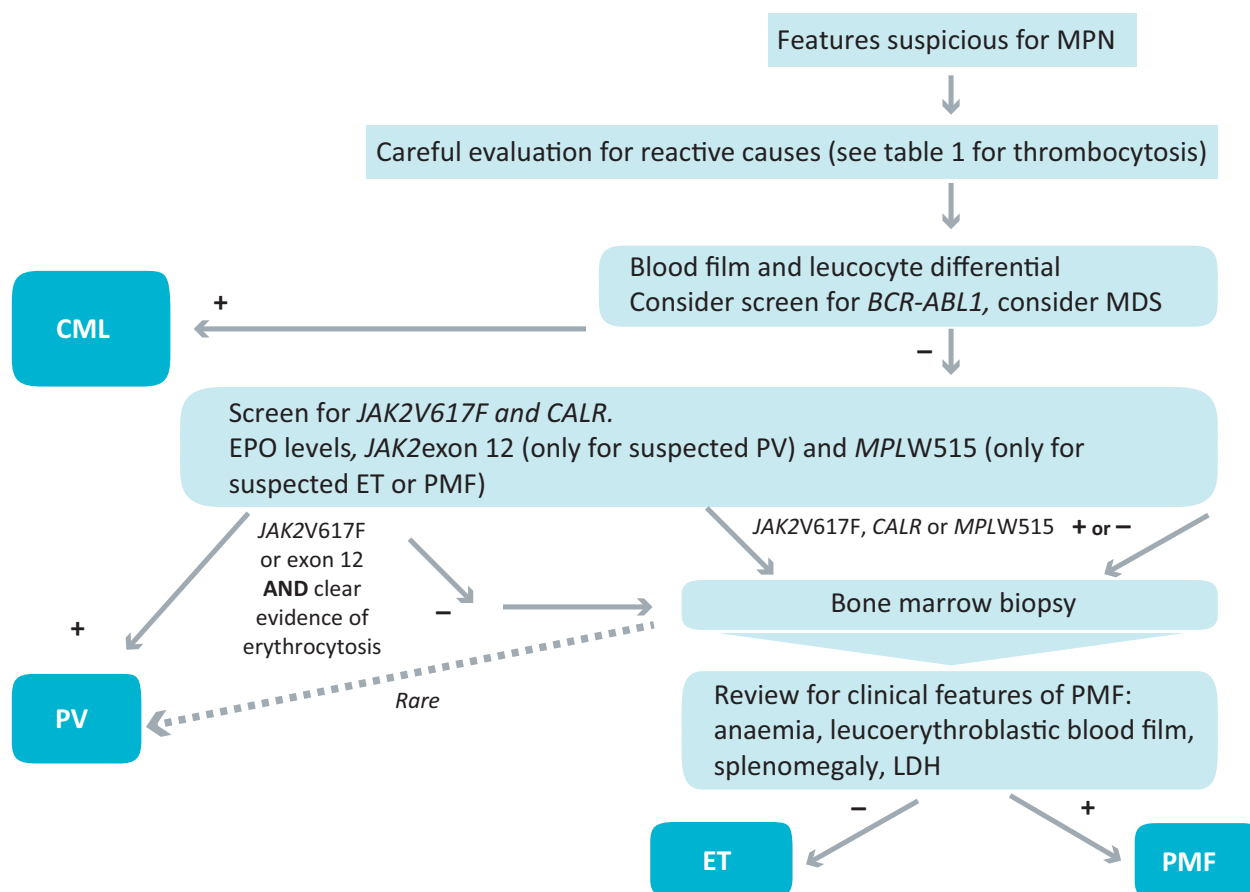 Features suspicious for MPN
Careful evaluation for reactive causes (see table 1 for thrombocytosis)
Blood film and leucocyte differential
Consider screen for BCR-ABL1, consider MDS
+
CML
–
Screen for JAK2V617F and CALR.
EPO levels, JAK2exon 12 (only for suspected PV) and MPLW515 (only for
suspected ET or PMF)
JAK2V617F
or exon 12
AND clear
evidence of
erythrocytosis
+
–
JAK2V617F, CALR or MPLW515 + or –
Bone marrow biopsy
Rare
PV
Review for clinical features of PMF:
anaemia, leucoerythroblastic blood film,
splenomegaly, LDH
–
+
ET
PMF